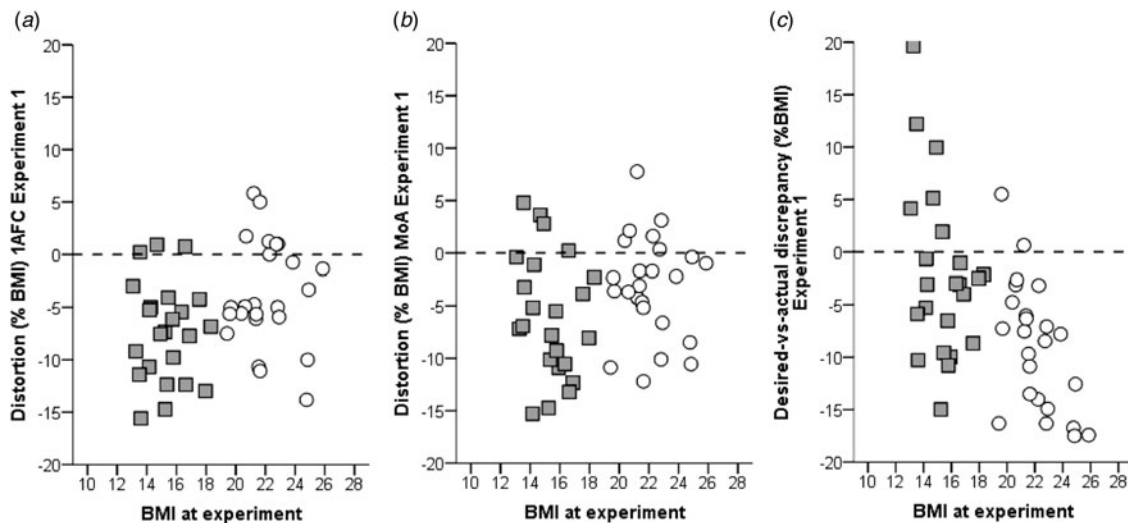 (a)
Distortion (% BMI) 1AFC Experiment 1
20
15
10
5
0
-5
-10
-15
-20
10 12 14 16 18 20 22 24 26 28
BMI at experiment
(b)
Distortion (% BMI) MoA Experiment 1
20
15
10
5
0
-5
-10
-15
-20
10 12 14 16 18 20 22 24 26 28
BMI at experiment
(c)
Desired-vs-actual discrepancy (%BMI)
Experiment 1
20
15
10
5
0
-5
-10
-15
-20
10 12 14 16 18 20 22 24 26 28
BMI at experiment